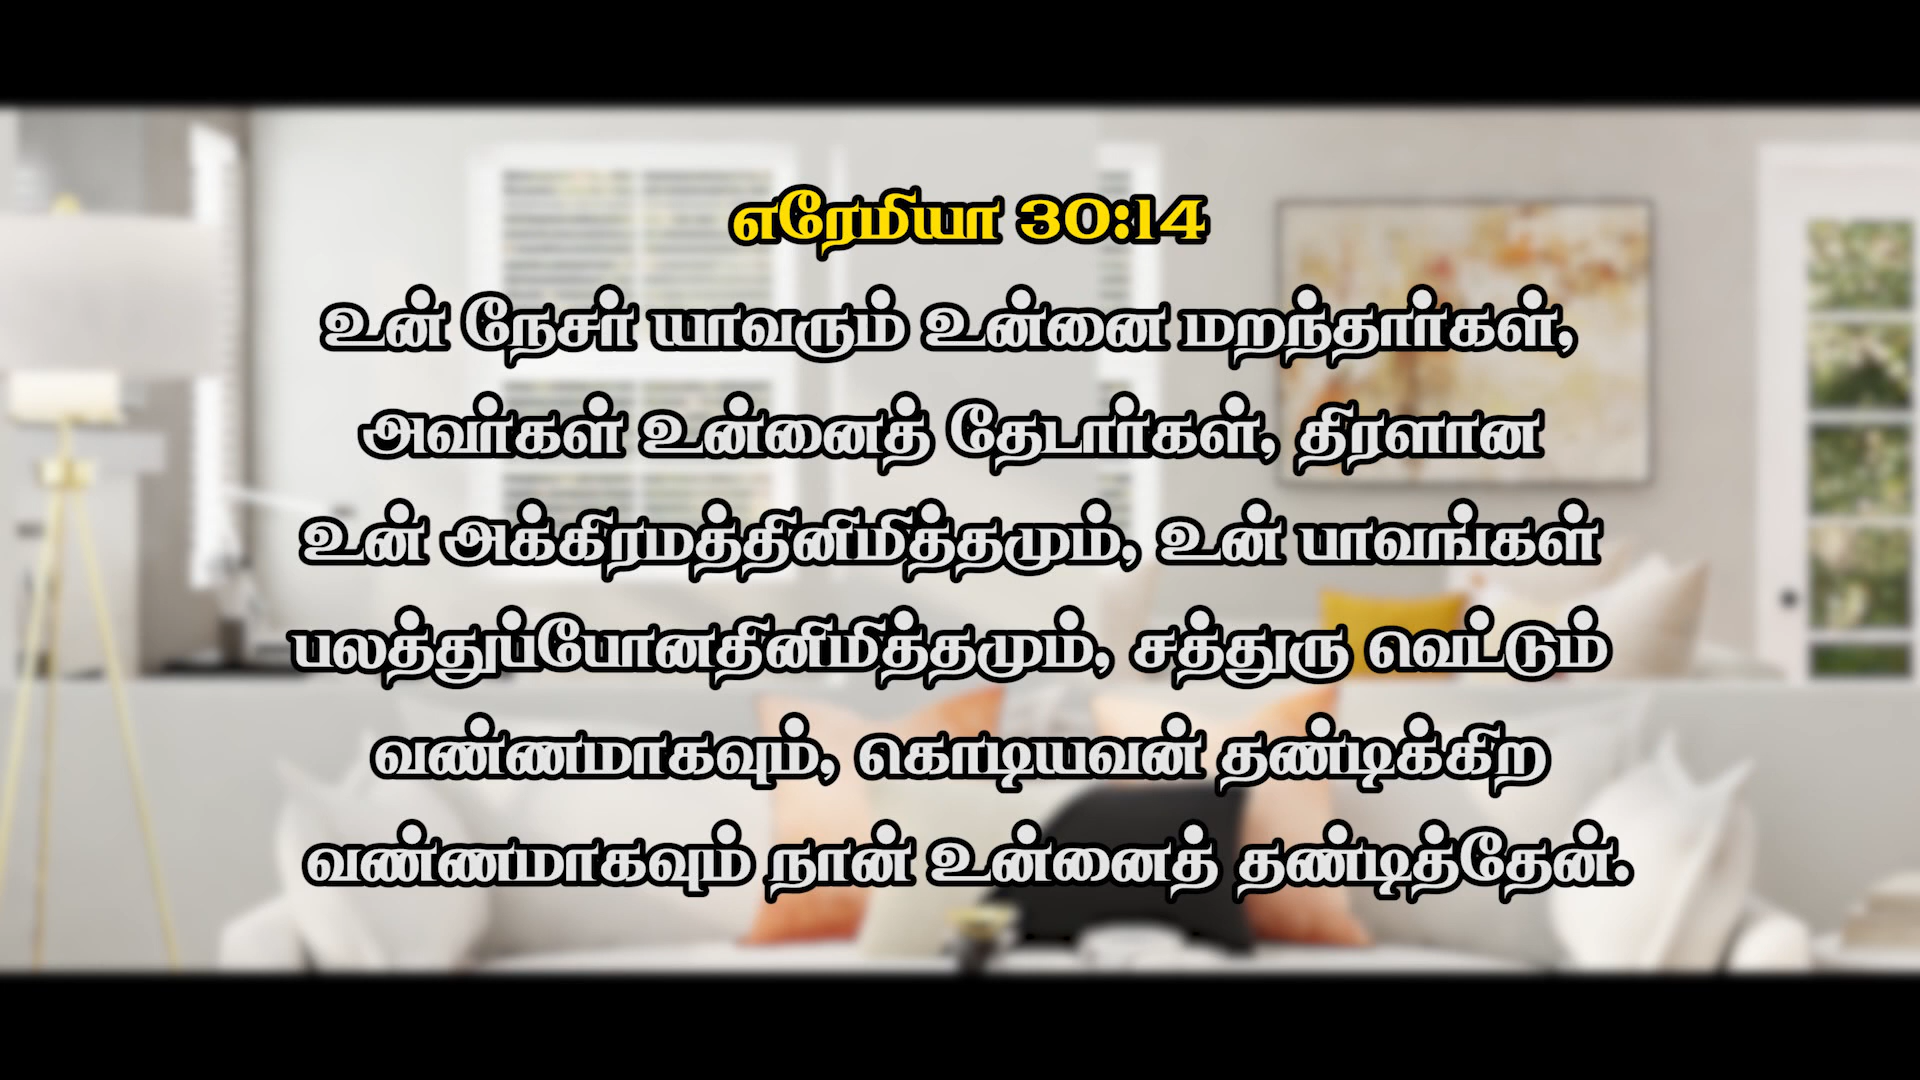 எரேமியா 30:14
உன் நேசர் யாவரும் உன்னை மறந்தார்கள்,
அவர்கள் உன்னைத் தேடார்கள், திரளான
உன் அக்கிரமத்தினிமித்தமும், உன் பாவங்கள்
பலத்துப்போனதினிமித்தமும், சத்துரு வெட்டும்
வண்ணமாகவும், கொடியவன் தண்டிக்கிற
வண்ணமாகவும் நான் உன்னைத் தண்டித்தேன்.